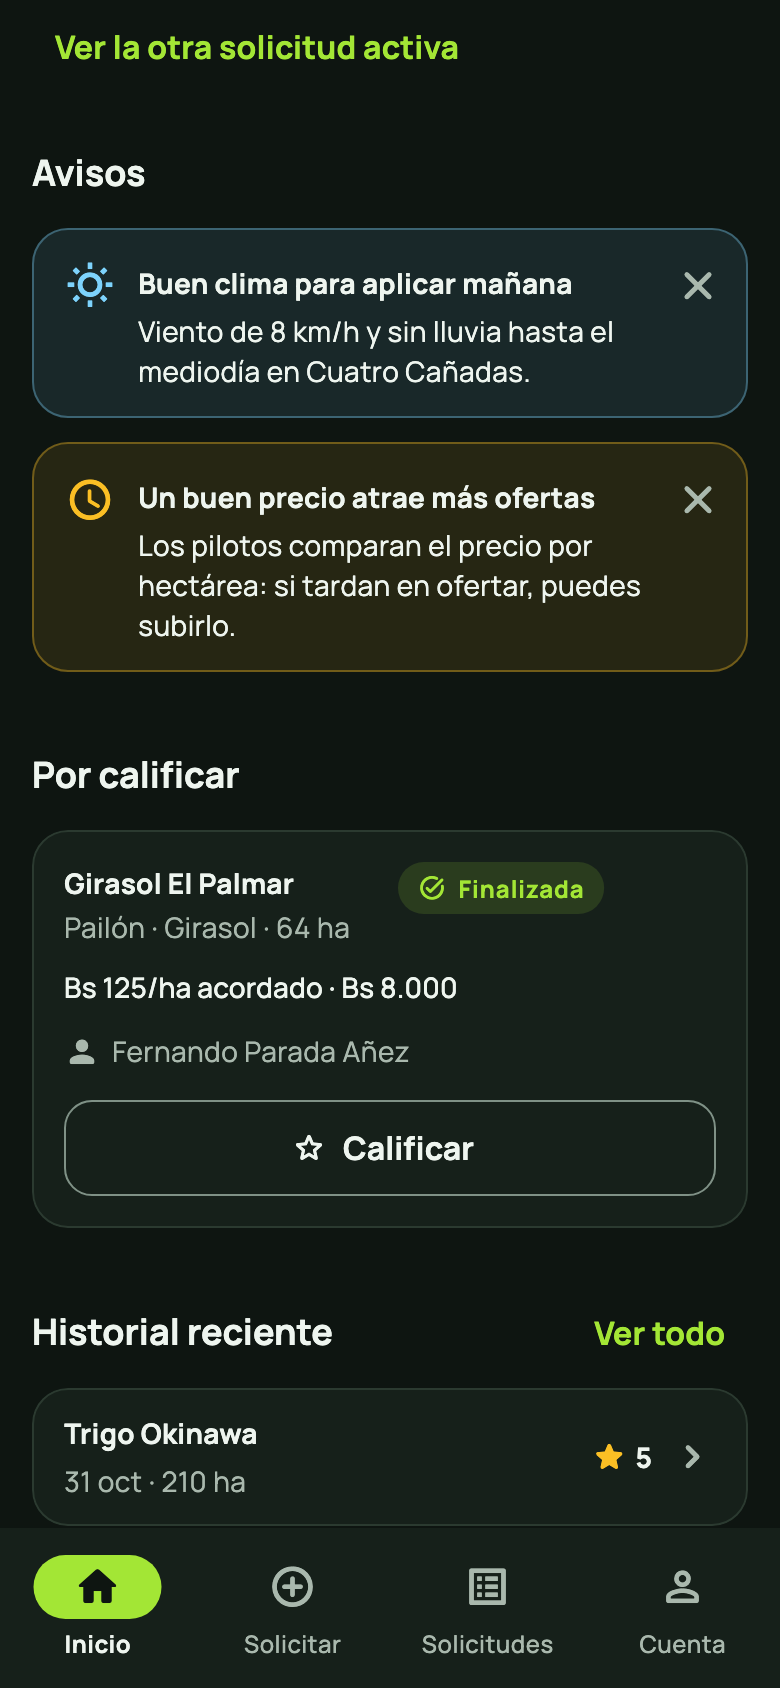 Ver la otra solicitud activa
Avisos
Buen clima para aplicar mañana
Viento de 8 km/h y sin lluvia hasta el
mediodía en Cuatro Cañadas.
Un buen precio atrae más ofertas
Los pilotos comparan el precio por
hectárea: si tardan en ofertar, puedes
subirlo.
Por calificar
Girasol El Palmar
Finalizada
Pailón · Girasol · 64 ha
Bs 125/ha acordado · Bs 8.000
Fernando Parada Añez
Calificar
Historial reciente
Ver todo
Trigo Okinawa
31 oct · 210 ha
5
Inicio
Solicitar
Solicitudes
Cuenta